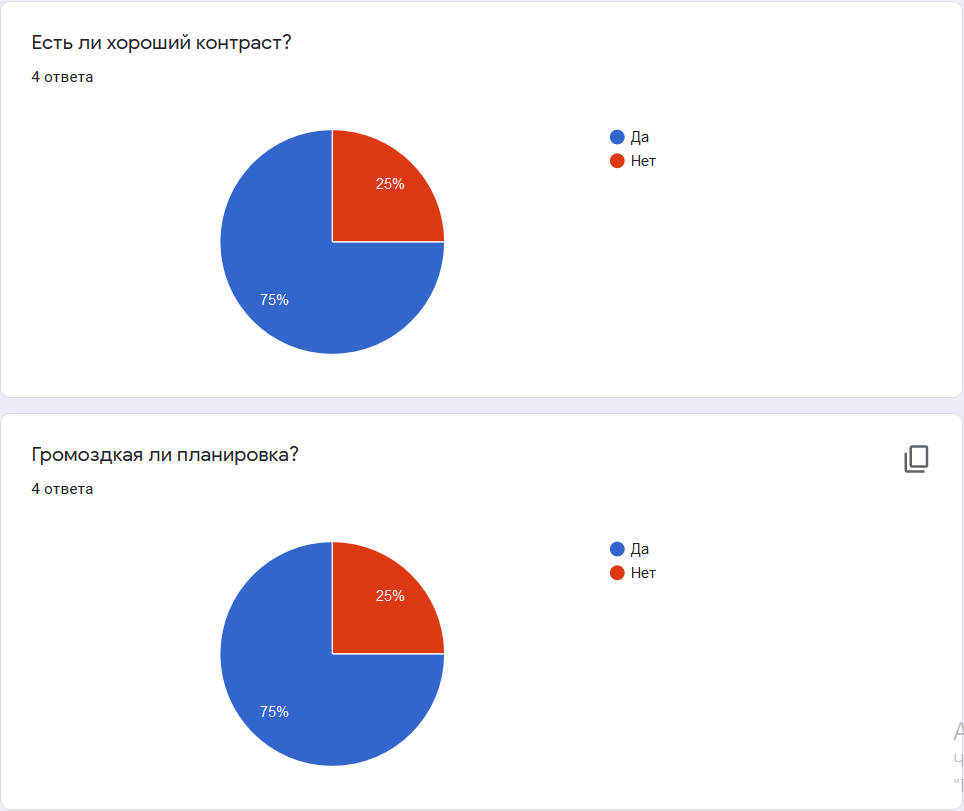 Есть ли хороший контраст?
4 ответа
Да
Нет
25%
75%
Громоздкая ли планировка?
4 ответа
Да
Нет
25%
75%